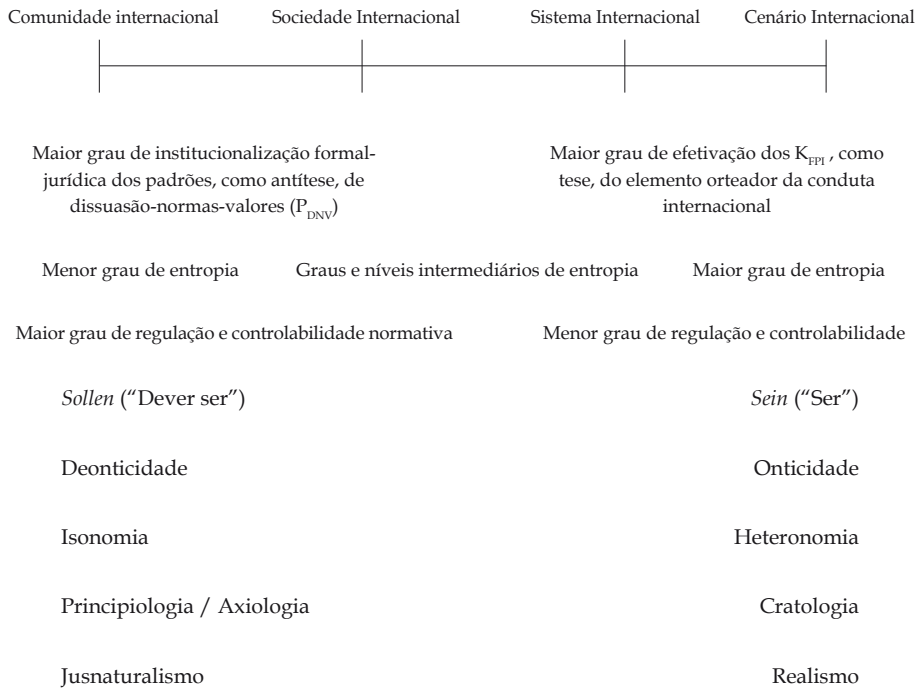 Comunidade internacional Sociedade Internacional Sistema Internacional Cenário Internacional
Maior grau de institucionalização formal-
jurídica dos padrões, como antítese, de
dissuasão-normas-valores (P_DNV)
Maior grau de efetivação dos K_FPI , como
tese, do elemento orteador da conduta
internacional
Menor grau de entropia Graus e níveis intermediários de entropia Maior grau de entropia
Maior grau de regulação e controlabilidade normativa Menor grau de regulação e controlabilidade
Sollen (“Dever ser”) Sein (“Ser”)
Deonticidade Onticidade
Isonomia Heteronomia
Principiologia / Axiologia Cratologia
Jusnaturalismo Realismo